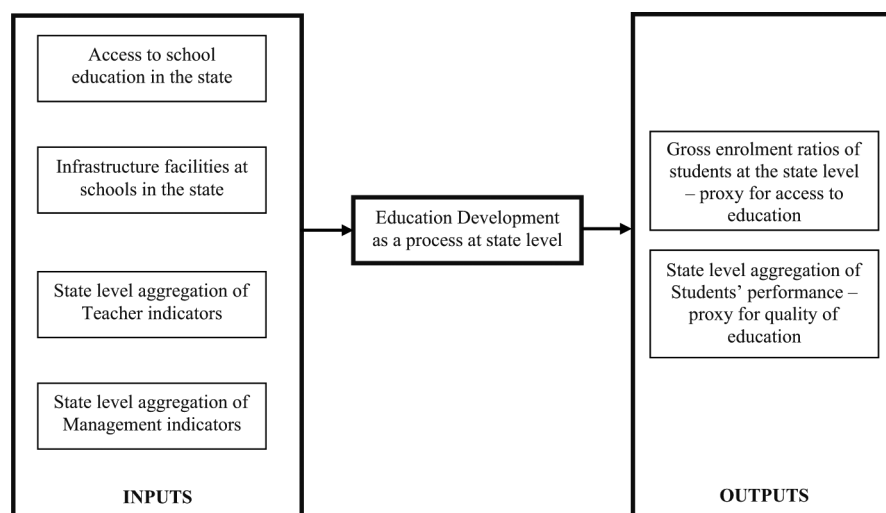 Access to school
education in the state
Infrastructure facilities at
schools in the state
State level aggregation of
Teacher indicators
State level aggregation of
Management indicators
INPUTS
Education Development
as a process at state level
Gross enrolment ratios of
students at the state level
– proxy for access to
education
State level aggregation of
Students’ performance –
proxy for quality of
education
OUTPUTS